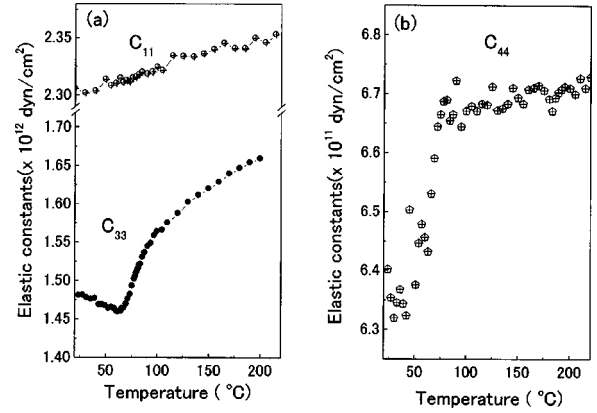 (a)
C11
C33
2.35
2.30
1.70
1.65
1.60
1.55
1.50
1.45
1.40
50 100 150 200
Elastic constants(x 10^12 dyn/cm^2)
Temperature ( °C)
(b)
C44
6.8
6.7
6.6
6.5
6.4
6.3
50 100 150 200
Elastic constants(x 10^11 dyn/cm^2)
Temperature ( °C)